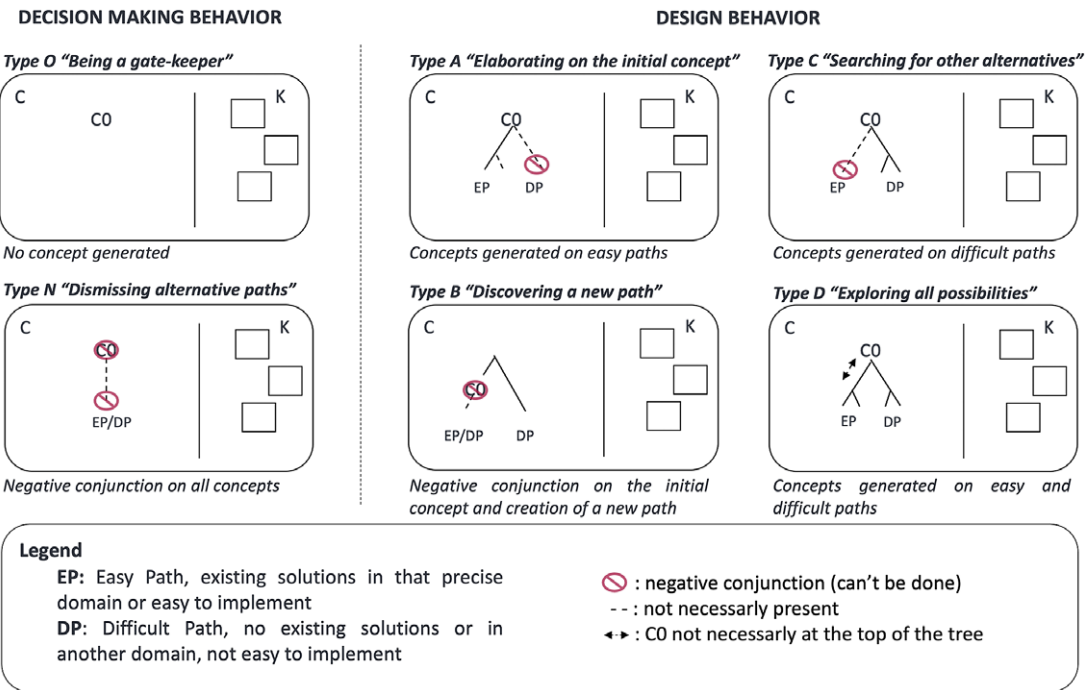 DECISION MAKING BEHAVIOR
DESIGN BEHAVIOR
Type O “Being a gate-keeper”
C
K
C0
No concept generated
Type A “Elaborating on the initial concept”
C
K
C0
EP
DP
Concepts generated on easy paths
Type C “Searching for other alternatives”
C
K
C0
EP
DP
Concepts generated on difficult paths
Type N “Dismissing alternative paths”
C
K
C0
EP/DP
Negative conjunction on all concepts
Type B “Discovering a new path”
C
K
C0
EP/DP
DP
Negative conjunction on the initial
concept and creation of a new path
Type D “Exploring all possibilities”
C
K
C0
EP
DP
Concepts generated on easy and
difficult paths
Legend
EP: Easy Path, existing solutions in that precise
domain or easy to implement
DP: Difficult Path, no existing solutions or in
another domain, not easy to implement
: negative conjunction (can’t be done)
-- : not necessarly present
: C0 not necessarly at the top of the tree